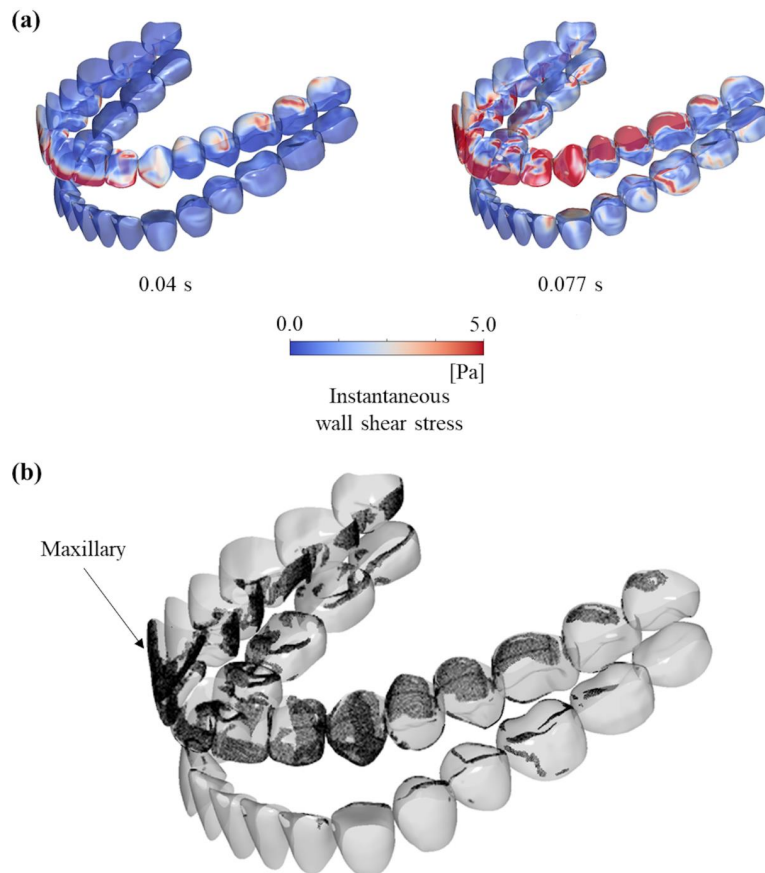 (a)
0.04 s
0.077 s
0.0
5.0
[Pa]
Instantaneous
wall shear stress
(b)
Maxillary